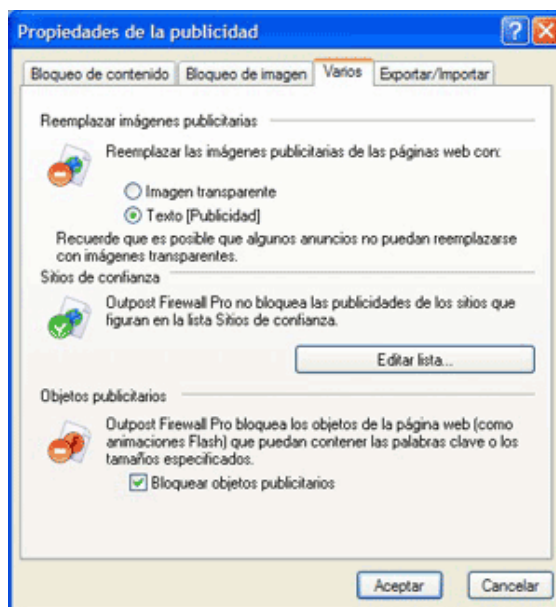 Propiedades de la publicidad
Bloqueo de contenido Bloqueo de imagen Varios Exportar/Importar
Reemplazar imágenes publicitarias
Reemplazar las imágenes publicitarias de las páginas web con:
Imagen transparente
Texto [Publicidad]
Recuerde que es posible que algunos anuncios no puedan reemplazarse
con imágenes transparentes.
Sitios de confianza
Outpost Firewall Pro no bloquea las publicidades de los sitios que
figuran en la lista Sitios de confianza.
Editar lista...
Objetos publicitarios
Outpost Firewall Pro bloquea los objetos de la página web (como
animaciones Flash) que puedan contener las palabras clave o los
tamaños especificados.
Bloquear objetos publicitarios
Aceptar Cancelar